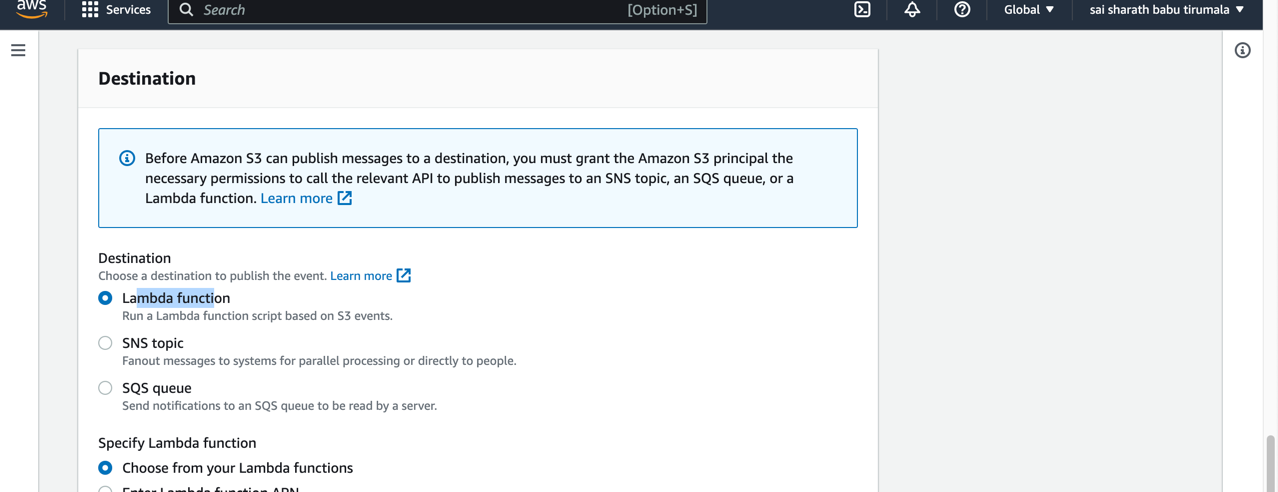 aws
Services
Search
[Option+S]
Global
sai sharath babu tirumala
Destination
Before Amazon S3 can publish messages to a destination, you must grant the Amazon S3 principal the
necessary permissions to call the relevant API to publish messages to an SNS topic, an SQS queue, or a
Lambda function. Learn more
Destination
Choose a destination to publish the event. Learn more
Lambda function
Run a Lambda function script based on S3 events.
SNS topic
Fanout messages to systems for parallel processing or directly to people.
SQS queue
Send notifications to an SQS queue to be read by a server.
Specify Lambda function
Choose from your Lambda functions
Enter Lambda function ARN